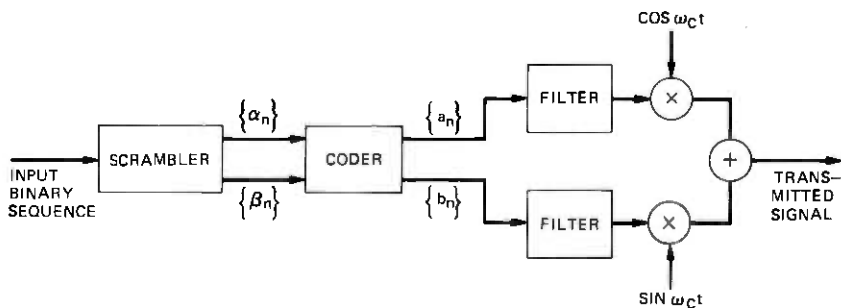 COS ωct
{αn}
{an}
FILTER
×
SCRAMBLER
CODER
+
INPUT
BINARY
SEQUENCE
TRANS–
MITTED
SIGNAL
{βn}
{bn}
FILTER
×
SIN ωct